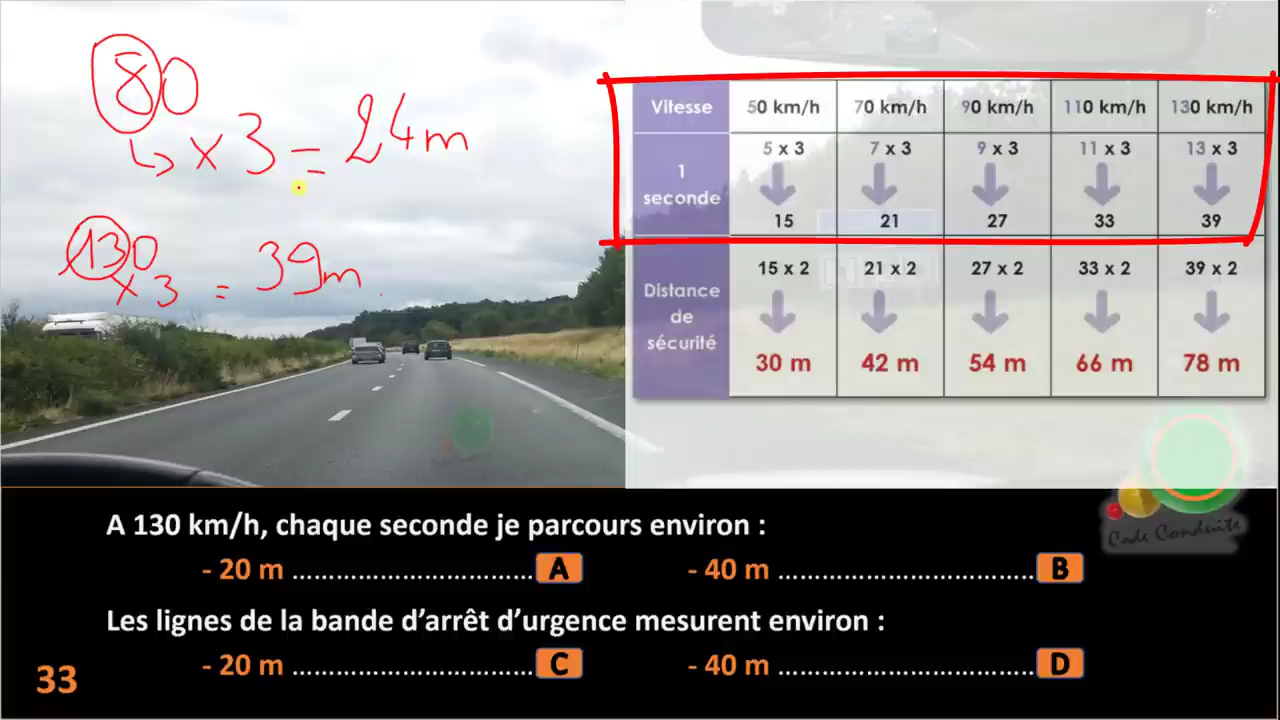 80
x 3 = 24m
130
x 3 = 39m.
Vitesse 50 km/h 70 km/h 90 km/h 110 km/h 130 km/h
1 seconde 5 x 3 7 x 3 9 x 3 11 x 3 13 x 3
15 21 27 33 39
Distance de sécurité 15 x 2 21 x 2 27 x 2 33 x 2 39 x 2
30 m 42 m 54 m 66 m 78 m
Code Conduite
A 130 km/h, chaque seconde je parcours environ :
- 20 m .............................. A - 40 m ................................ B
Les lignes de la bande d’arrêt d’urgence mesurent environ :
- 20 m .............................. C - 40 m ................................ D
33